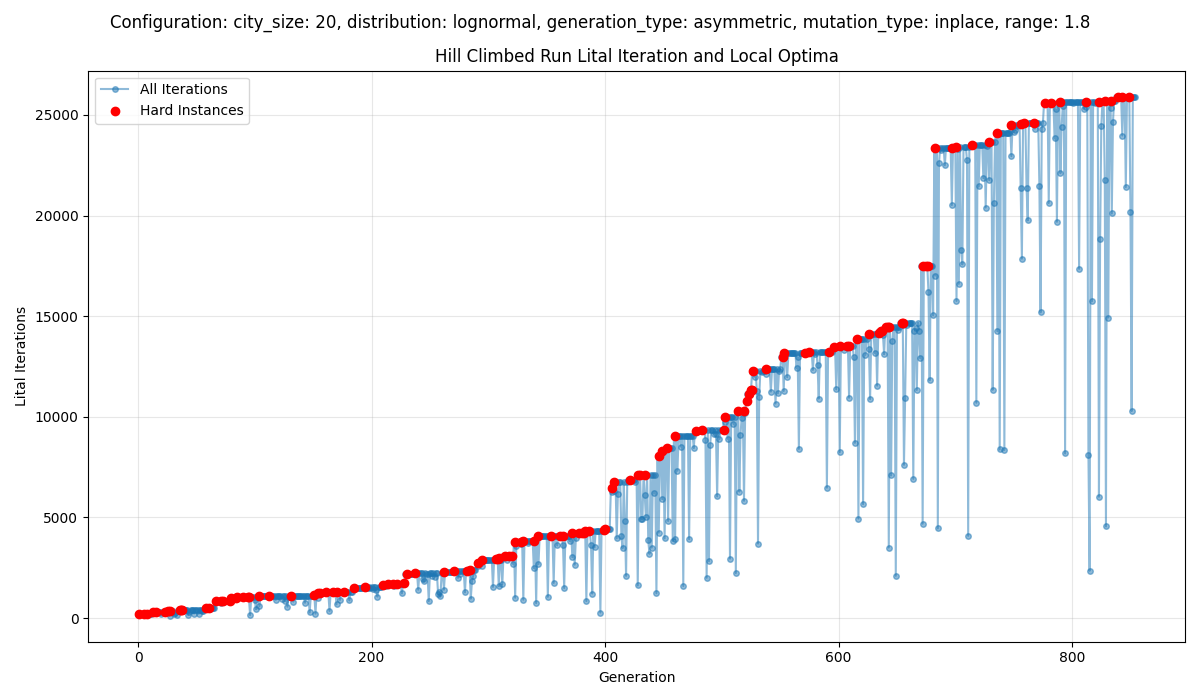 Configuration: city_size: 20, distribution: lognormal, generation_type: asymmetric, mutation_type: inplace, range: 1.8
Hill Climbed Run Lital Iteration and Local Optima
All Iterations
Hard Instances
25000
20000
15000
10000
5000
0
Lital Iterations
0 200 400 600 800
Generation